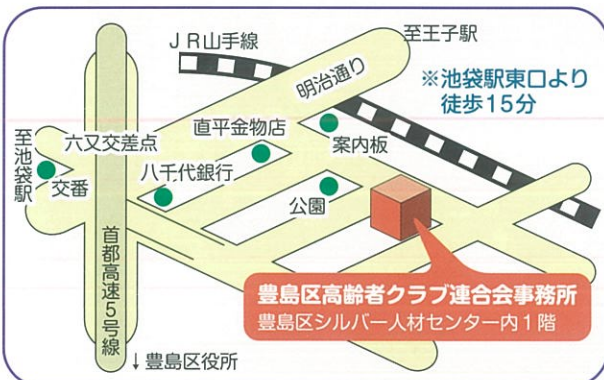 JR山手線
至王子駅
明治通り
※池袋駅東口より
徒歩15分
直平金物店
六又交差点
至池袋駅
交番
八千代銀行
案内板
公園
首都高速5号線
豊島区高齢者クラブ連合会事務所
豊島区シルバー人材センター内1階
↓豊島区役所